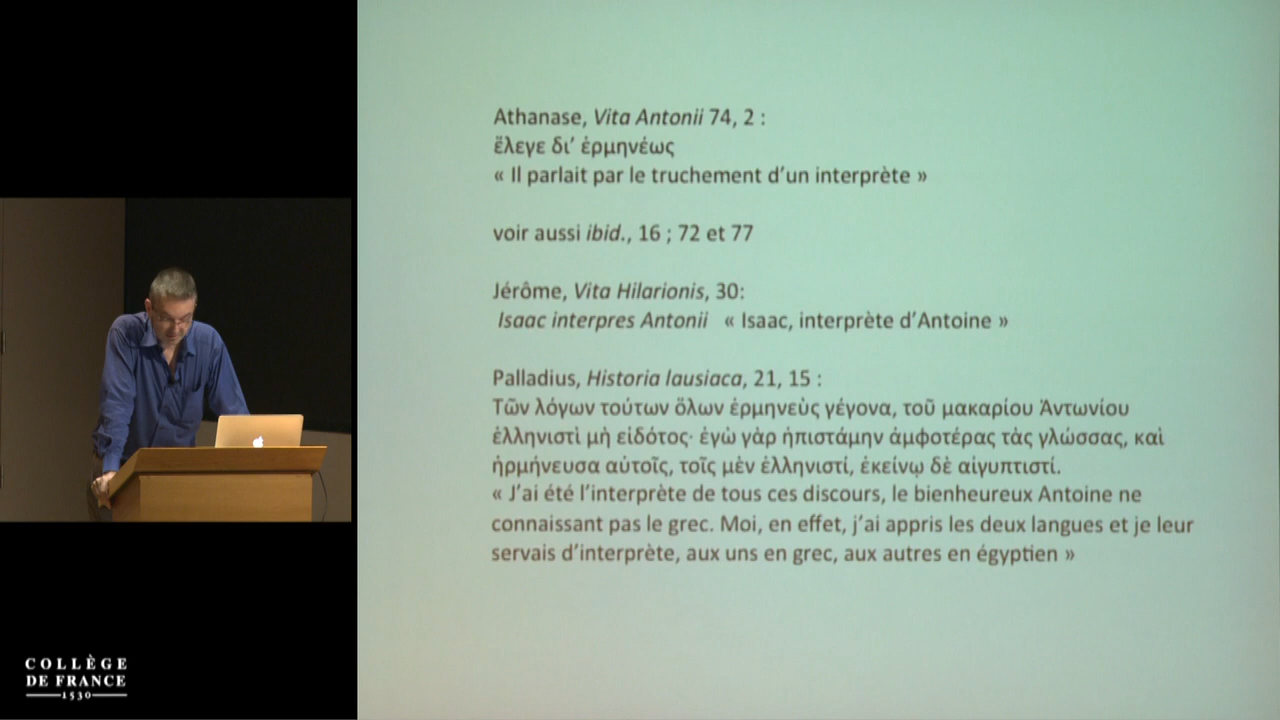 Athanase, Vita Antonii 74, 2 :
ἔλεγε δι’ ἑρμηνέως
« Il parlait par le truchement d’un interprète »
voir aussi ibid., 16 ; 72 et 77
Jérôme, Vita Hilarionis, 30:
Isaac interpres Antonii « Isaac, interprète d’Antoine »
Palladius, Historia lausiaca, 21, 15 :
Τῶν λόγων τούτων ὅλων ἑρμηνεὺς γέγονα, τοῦ μακαρίου Ἀντωνίου
ἑλληνιστὶ μὴ εἰδότος· ἐγὼ γὰρ ἠπιστάμην ἀμφοτέρας τὰς γλώσσας, καὶ
ἡρμήνευσα αὐτοῖς, τοῖς μὲν ἑλληνιστί, ἐκείνῳ δὲ αἰγυπτιστί.
« J’ai été l’interprète de tous ces discours, le bienheureux Antoine ne
connaissant pas le grec. Moi, en effet, j’ai appris les deux langues et je leur
servais d’interprète, aux uns en grec, aux autres en égyptien »
COLLÈGE
DE FRANCE
1530